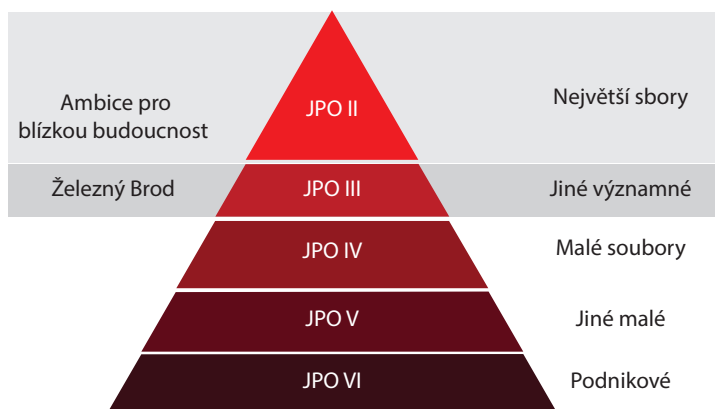 Ambice pro
blízkou budoucnost
JPO II
Největší sbory
Železný Brod
JPO III
Jiné významné
JPO IV
Malé soubory
JPO V
Jiné malé
JPO VI
Podnikové